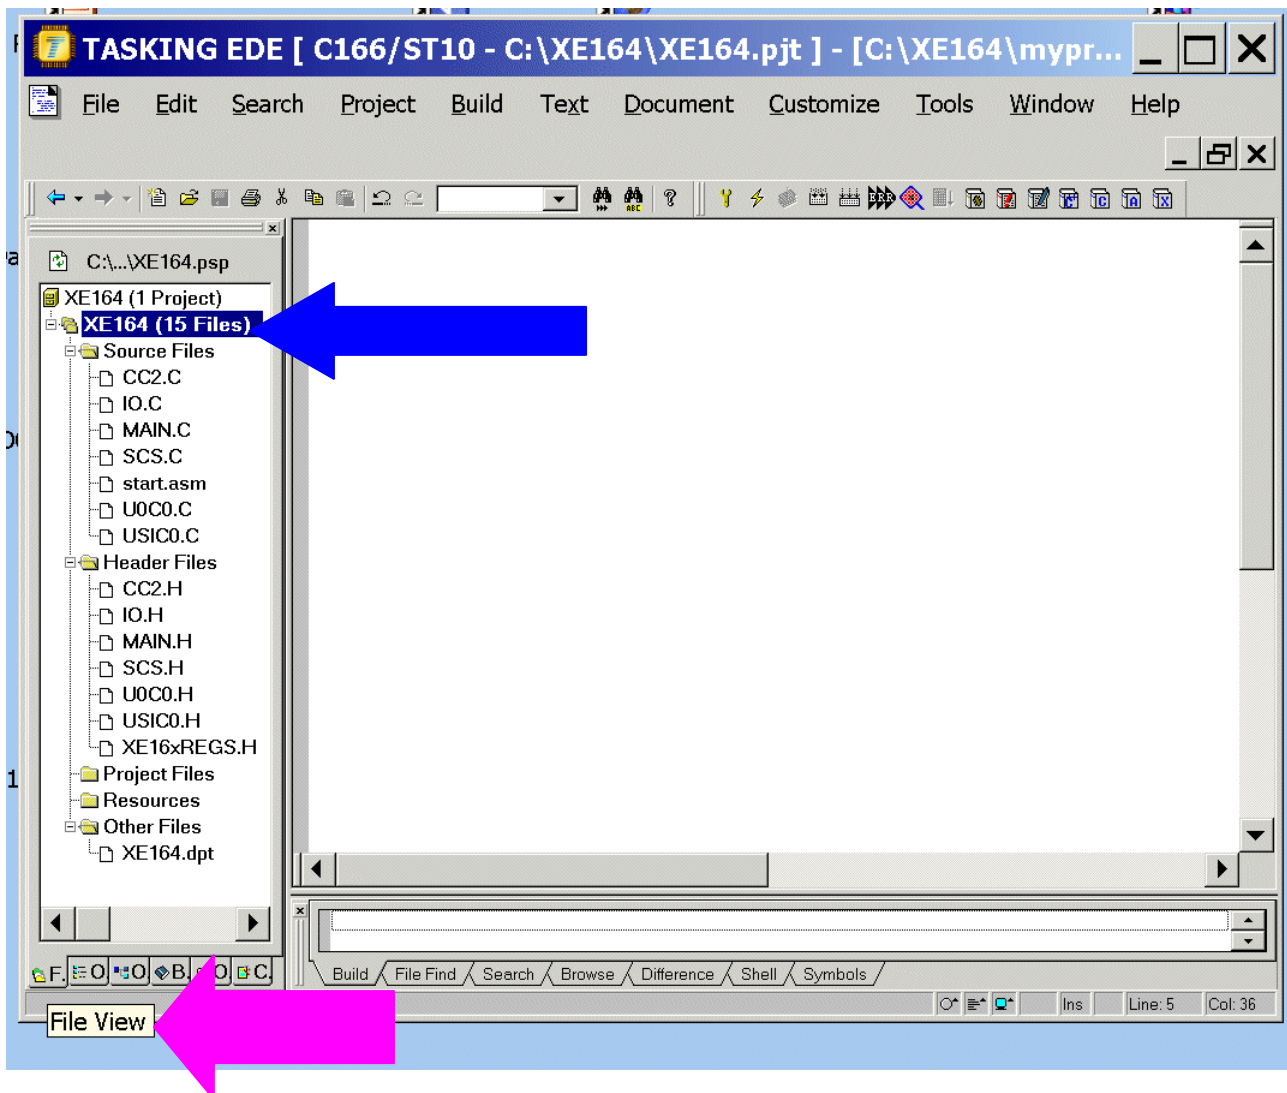 TASKING EDE [ C166/ST10 - C:\XE164\XE164.pjt ] - [C:\XE164\mypr...
File Edit Search Project Build Text Document Customize Tools Window Help
C:\...\XE164.psp
XE164 (1 Project)
XE164 (15 Files)
Source Files
CC2.C
IO.C
MAIN.C
SCS.C
start.asm
U0C0.C
USIC0.C
Header Files
CC2.H
IO.H
MAIN.H
SCS.H
U0C0.H
USIC0.H
XE16xREGS.H
Project Files
Resources
Other Files
XE164.dpt
F. O O B. O C.
Build File Find Search Browse Difference Shell Symbols
Ins Line: 5 Col: 36
File View